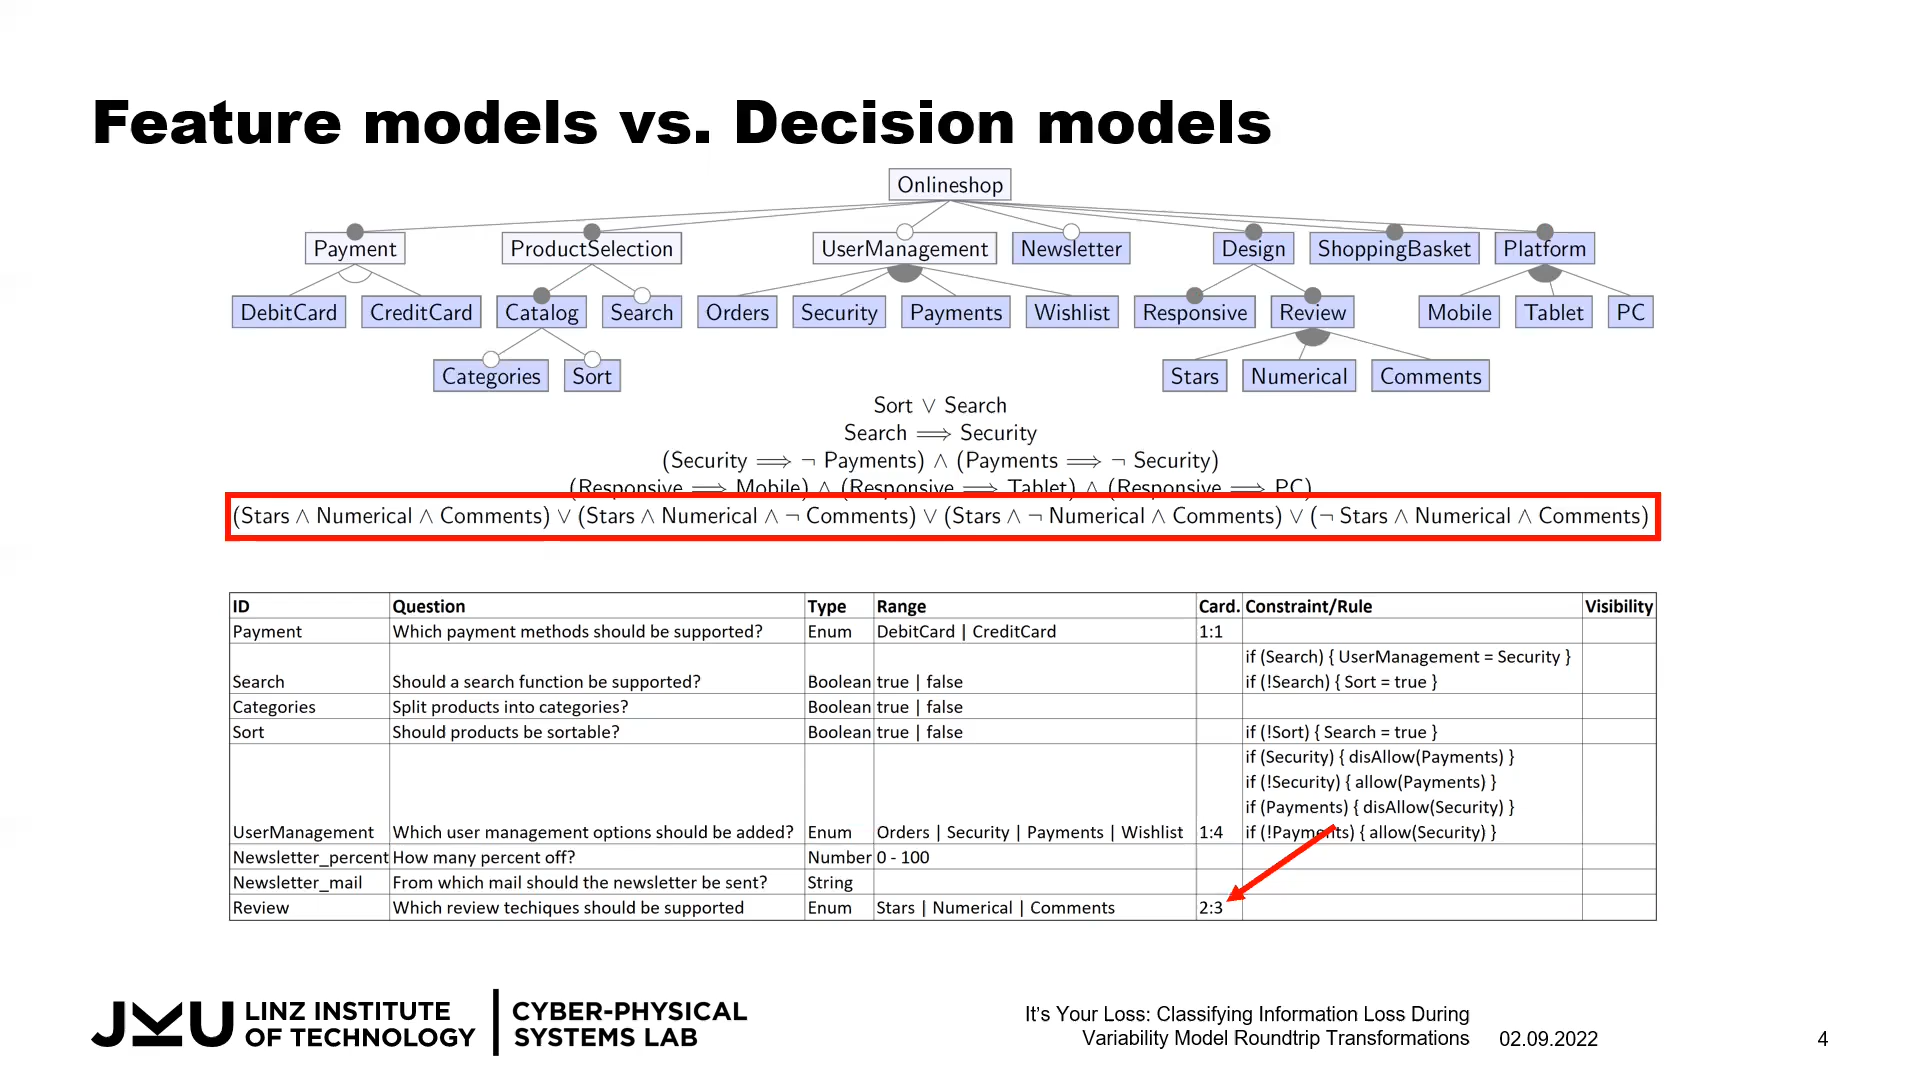 Feature models vs. Decision models
Onlineshop
Payment ProductSelection UserManagement Newsletter Design ShoppingBasket Platform
DebitCard CreditCard Catalog Search Orders Security Payments Wishlist Responsive Review Mobile Tablet PC
Categories Sort Stars Numerical Comments
Sort ∨ Search
Search ⟹ Security
(Security ⟹ ¬ Payments) ∧ (Payments ⟹ ¬ Security)
(Responsive ⟹ Mobile) ∧ (Responsive ⟹ Tablet) ∧ (Responsive ⟹ PC)
(Stars ∧ Numerical ∧ Comments) ∨ (Stars ∧ Numerical ∧ ¬ Comments) ∨ (Stars ∧ ¬ Numerical ∧ Comments) ∨ (¬ Stars ∧ Numerical ∧ Comments)
ID Question Type Range Card. Constraint/Rule Visibility
Payment Which payment methods should be supported? Enum DebitCard | CreditCard 1:1
if (Search) { UserManagement = Security }
Search Should a search function be supported? Boolean true | false if (!Search) { Sort = true }
Categories Split products into categories? Boolean true | false
Sort Should products be sortable? Boolean true | false if (!Sort) { Search = true }
if (Security) { disAllow(Payments) }
if (!Security) { allow(Payments) }
if (Payments) { disAllow(Security) }
UserManagement Which user management options should be added? Enum Orders | Security | Payments | Wishlist 1:4 if (!Payments) { allow(Security) }
Newsletter_percent How many percent off? Number 0 - 100
Newsletter_mail From which mail should the newsletter be sent? String
Review Which review techiques should be supported Enum Stars | Numerical | Comments 2:3
JKU LINZ INSTITUTE OF TECHNOLOGY
CYBER-PHYSICAL SYSTEMS LAB
It's Your Loss: Classifying Information Loss During
Variability Model Roundtrip Transformations 02.09.2022 4